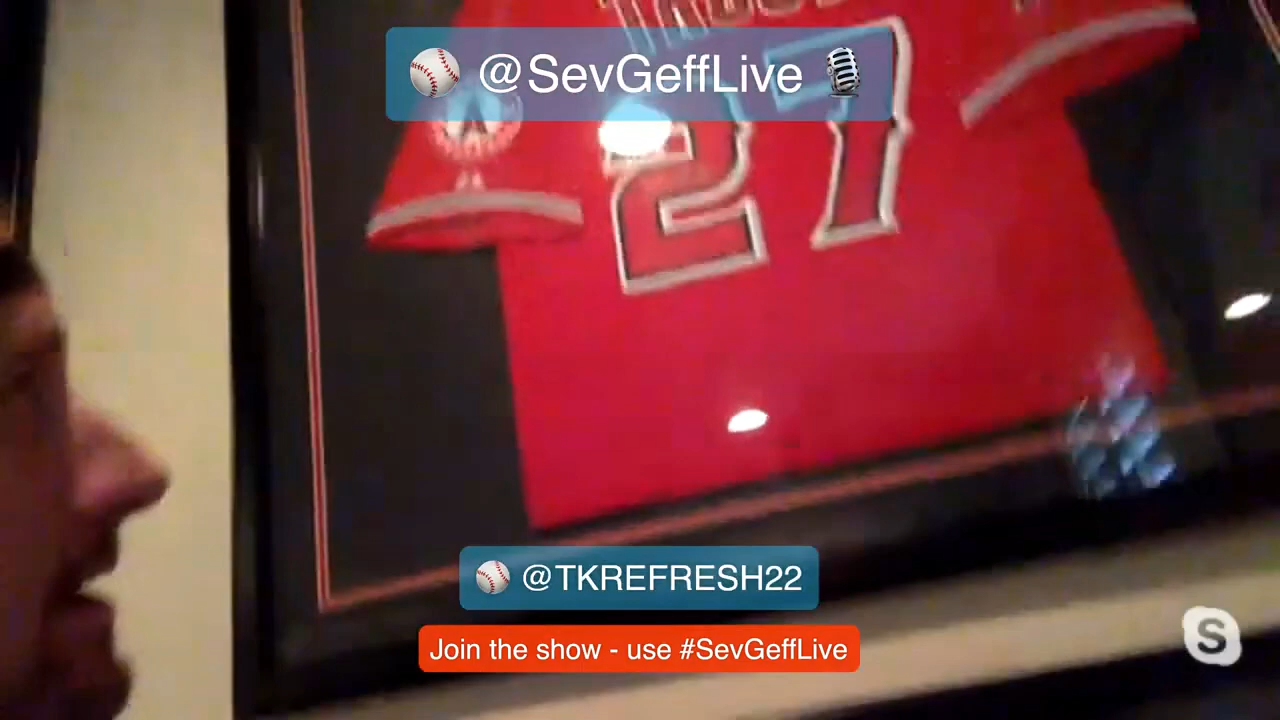 @SevGeffLive
27
@TKREFRESH22
Join the show - use #SevGeffLive
S